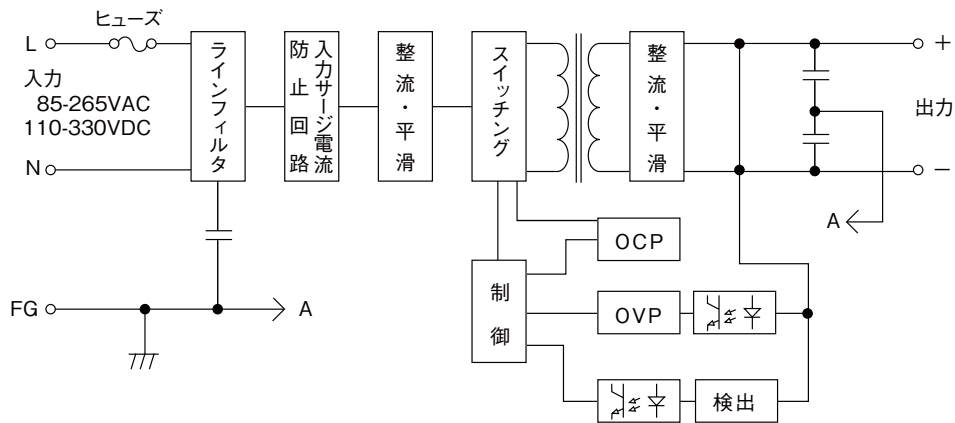 ヒューズ
L
入力
85-265VAC
110-330VDC
N
ラインフィルタ
入力サージ電流
防止回路
整流・平滑
スイッチング
整流・平滑
+
出力
−
A
OCP
制御
OVP
検出
FG
A